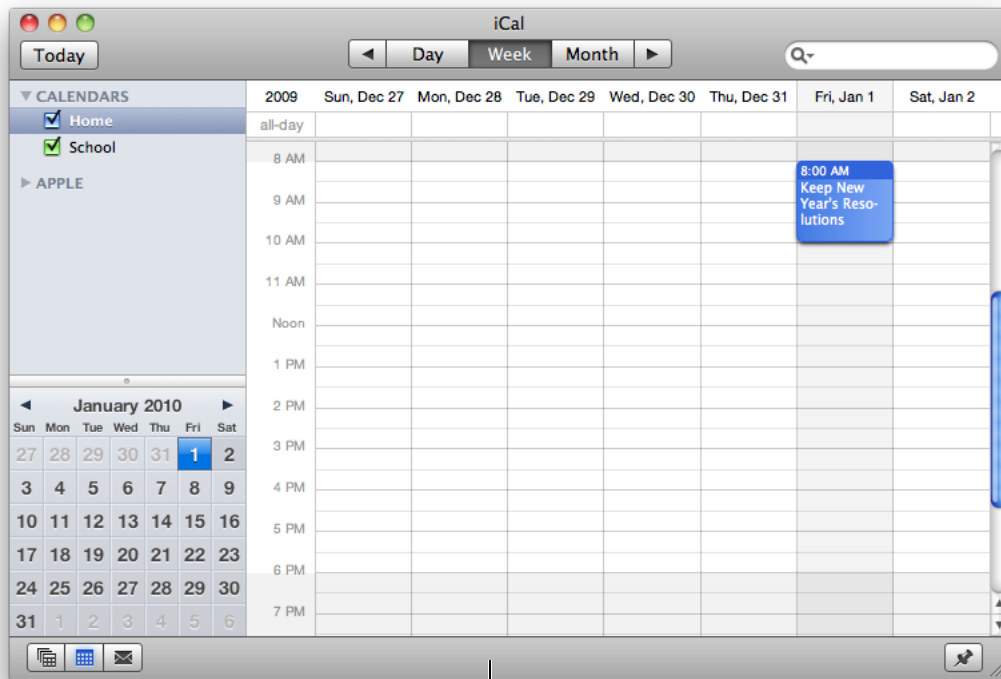 iCal
Today
Day Week Month
CALENDARS
Home
School
APPLE
2009 Sun, Dec 27 Mon, Dec 28 Tue, Dec 29 Wed, Dec 30 Thu, Dec 31 Fri, Jan 1 Sat, Jan 2
all-day
8 AM
9 AM
10 AM
11 AM
Noon
1 PM
2 PM
3 PM
4 PM
5 PM
6 PM
7 PM
8:00 AM
Keep New
Year's Reso-
lutions
January 2010
Sun Mon Tue Wed Thu Fri Sat
27 28 29 30 31 1 2
3 4 5 6 7 8 9
10 11 12 13 14 15 16
17 18 19 20 21 22 23
24 25 26 27 28 29 30
31 1 2 3 4 5 6